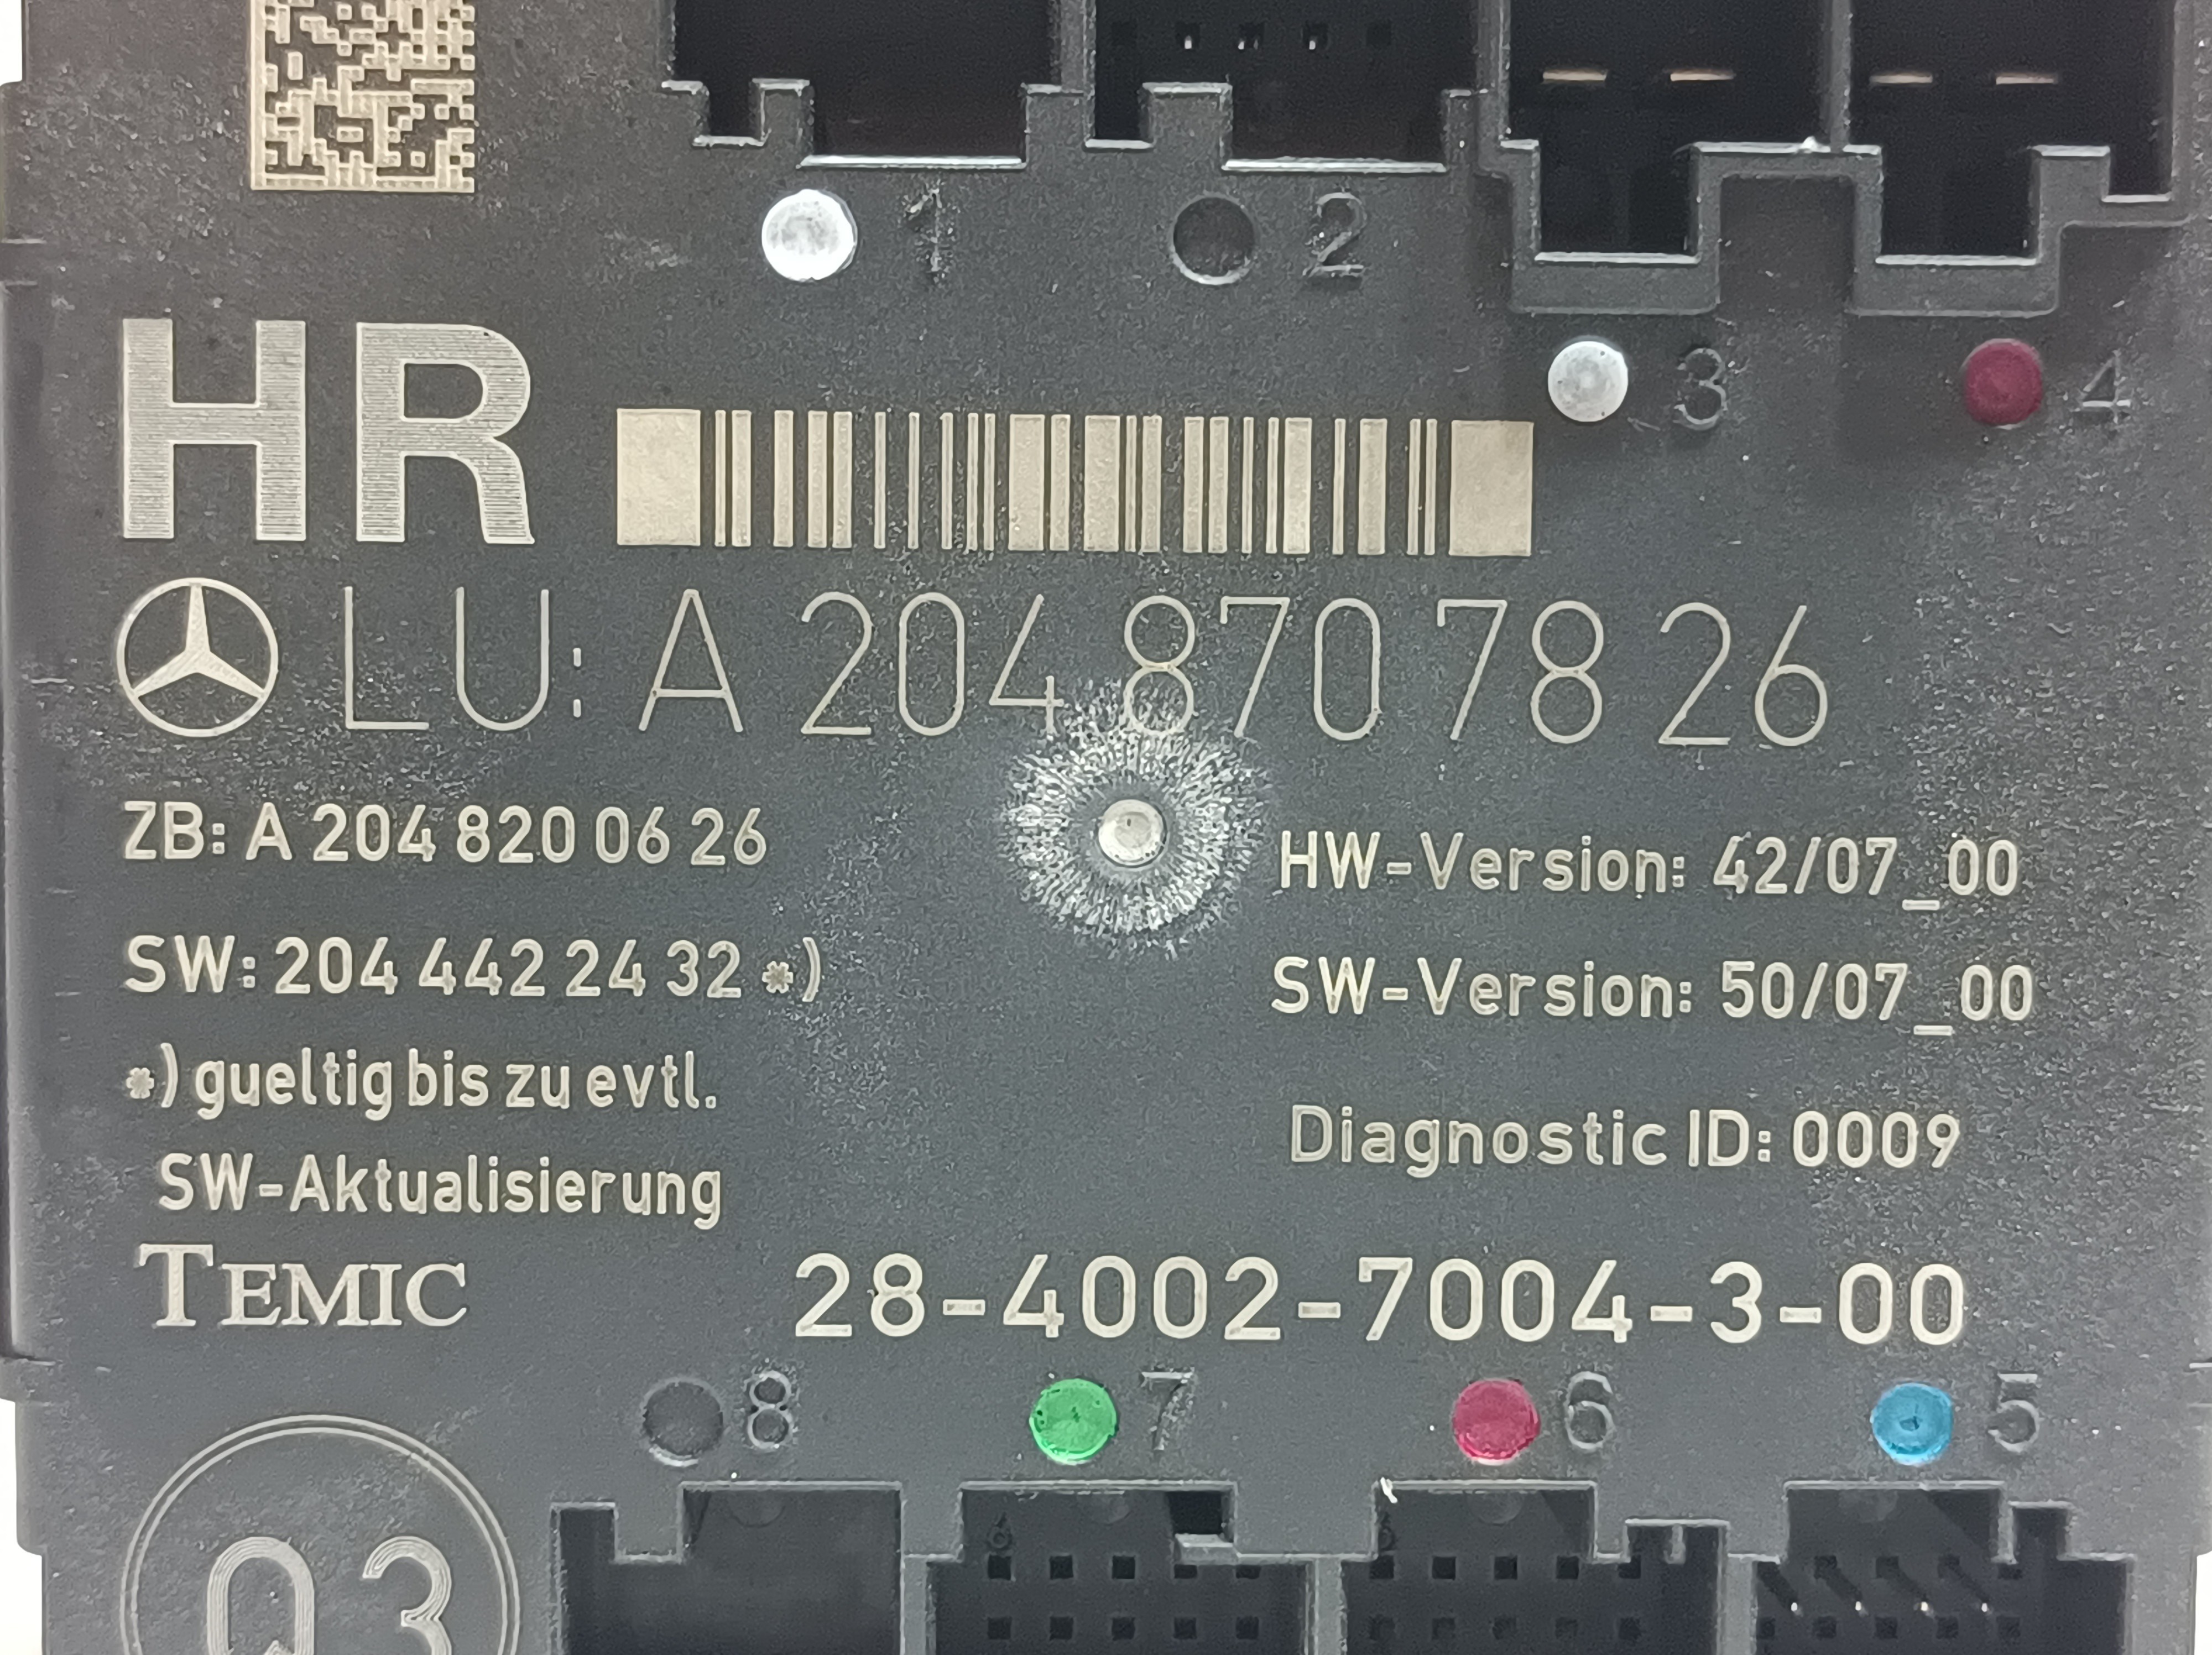 1 2
3 4
HR
LU: A 204 870 78 26
ZB: A 204 820 06 26
HW-Version: 42/07_00
SW: 204 442 24 32 *)
SW-Version: 50/07_00
*) gueltig bis zu evtl.
Diagnostic ID: 0009
SW-Aktualisierung
TEMIC 28-4002-7004-3-00
8 7 6 5
Q3